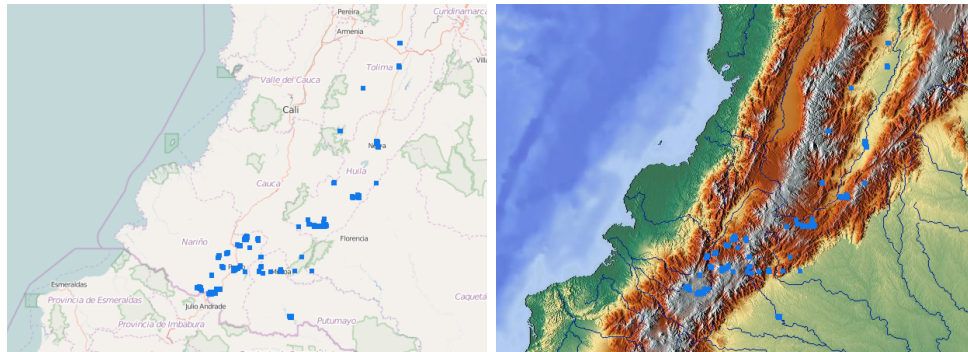 Pereira
Cundinamarca
Armenia
Tolima
Villa
Valle del Cauca
Cali
Neiva
Huila
Cauca
Nariño
Florencia
Esmeraldas
Julio Andrade
Provincia de Esmeraldas
Caquetá
Putumayo
Provincia de Imbabura